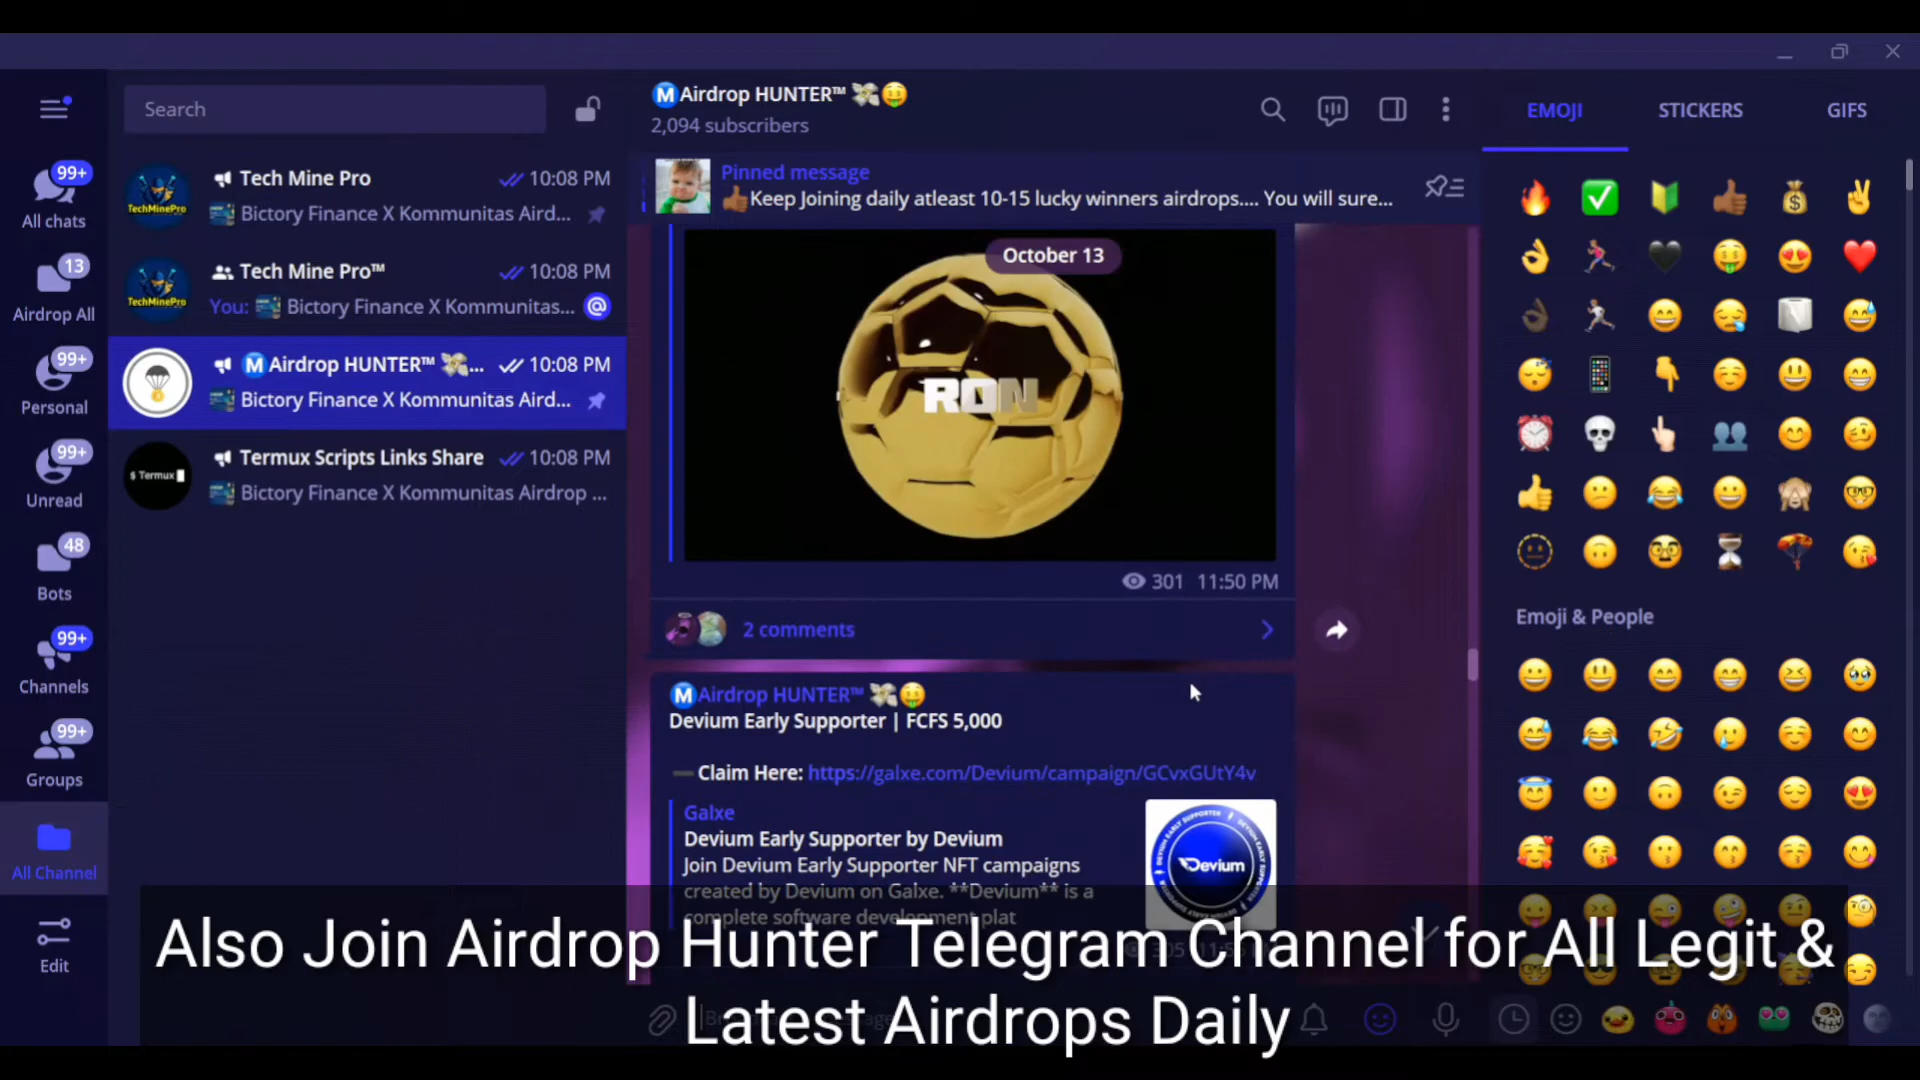 Search
99+
All chats
13
Airdrop All
99+
Personal
99+
Unread
48
Bots
99+
Channels
99+
Groups
All Channel
Edit
Tech Mine Pro
10:08 PM
Bictory Finance X Kommunitas Aird...
Tech Mine Pro™
10:08 PM
You: Bictory Finance X Kommunitas...
@
Airdrop HUNTER™ ...
10:08 PM
Bictory Finance X Kommunitas Aird...
Termux Scripts Links Share
10:08 PM
Bictory Finance X Kommunitas Airdrop ...
TechMinePro
TechMinePro
$ Termux
Ⓜ Airdrop HUNTER™
2,094 subscribers
Pinned message
Keep Joining daily atleast 10-15 lucky winners airdrops.... You will sure...
October 13
RON
301 11:50 PM
2 comments
Ⓜ Airdrop HUNTER™
Devium Early Supporter | FCFS 5,000
Claim Here: https://galxe.com/Devium/campaign/GCvxGUtY4v
Galxe
Devium Early Supporter by Devium
Join Devium Early Supporter NFT campaigns
created by Devium on Galxe. **Devium** is a
complete software development plat
Devium
EMOJI
STICKERS
GIFS
Emoji & People
Also Join Airdrop Hunter Telegram Channel for All Legit &
Latest Airdrops Daily